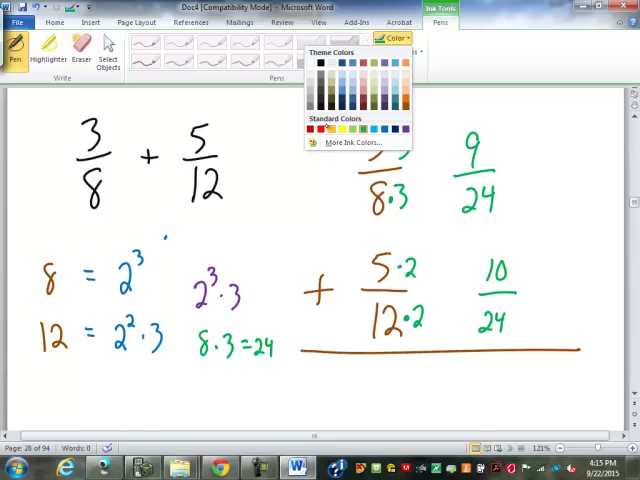 Doc4 [Compatibility Mode] - Microsoft Word
Ink Tools
File Home Insert Page Layout References Mailings Review View Add-Ins Acrobat Pens
Pen Highlighter Eraser Select Objects
Color
Write Pens
Theme Colors
Standard Colors
More Ink Colors...
3/8 + 5/12
8·3 9/24
8 = 2³ 2³·3
+ 5·2/12·2 10/24
12 = 2²·3 8·3=24
Page: 28 of 94 Words: 0 121%
4:15 PM
9/22/2015